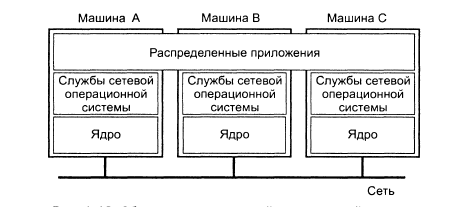 Машина A Машина B Машина C
Распределенные приложения
Службы сетевой операционной системы
Службы сетевой операционной системы
Службы сетевой операционной системы
Ядро Ядро Ядро
Сеть